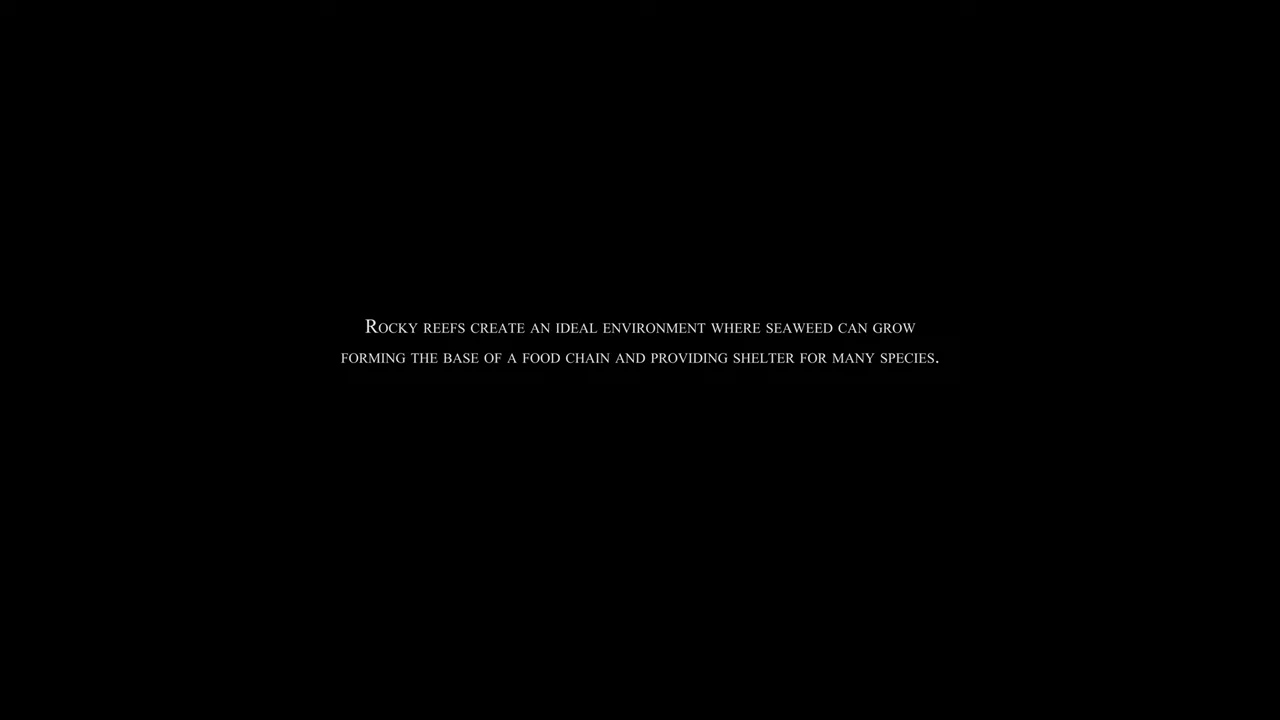 Rocky reefs create an ideal environment where seaweed can grow
forming the base of a food chain and providing shelter for many species.